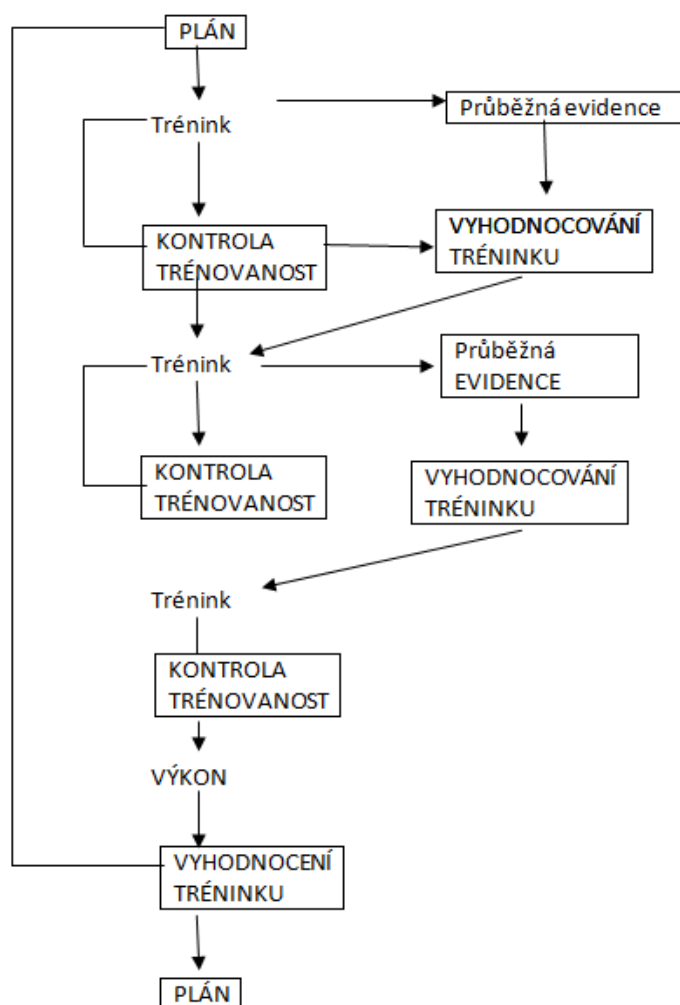 PLÁN
Trénink
Průběžná evidence
KONTROLA
TRÉNOVANOST
VYHODNOCOVÁNÍ
TRÉNINKU
Trénink
Průběžná
EVIDENCE
KONTROLA
TRÉNOVANOST
VYHODNOCOVÁNÍ
TRÉNINKU
Trénink
KONTROLA
TRÉNOVANOST
VÝKON
VYHODNOCENÍ
TRÉNINKU
PLÁN